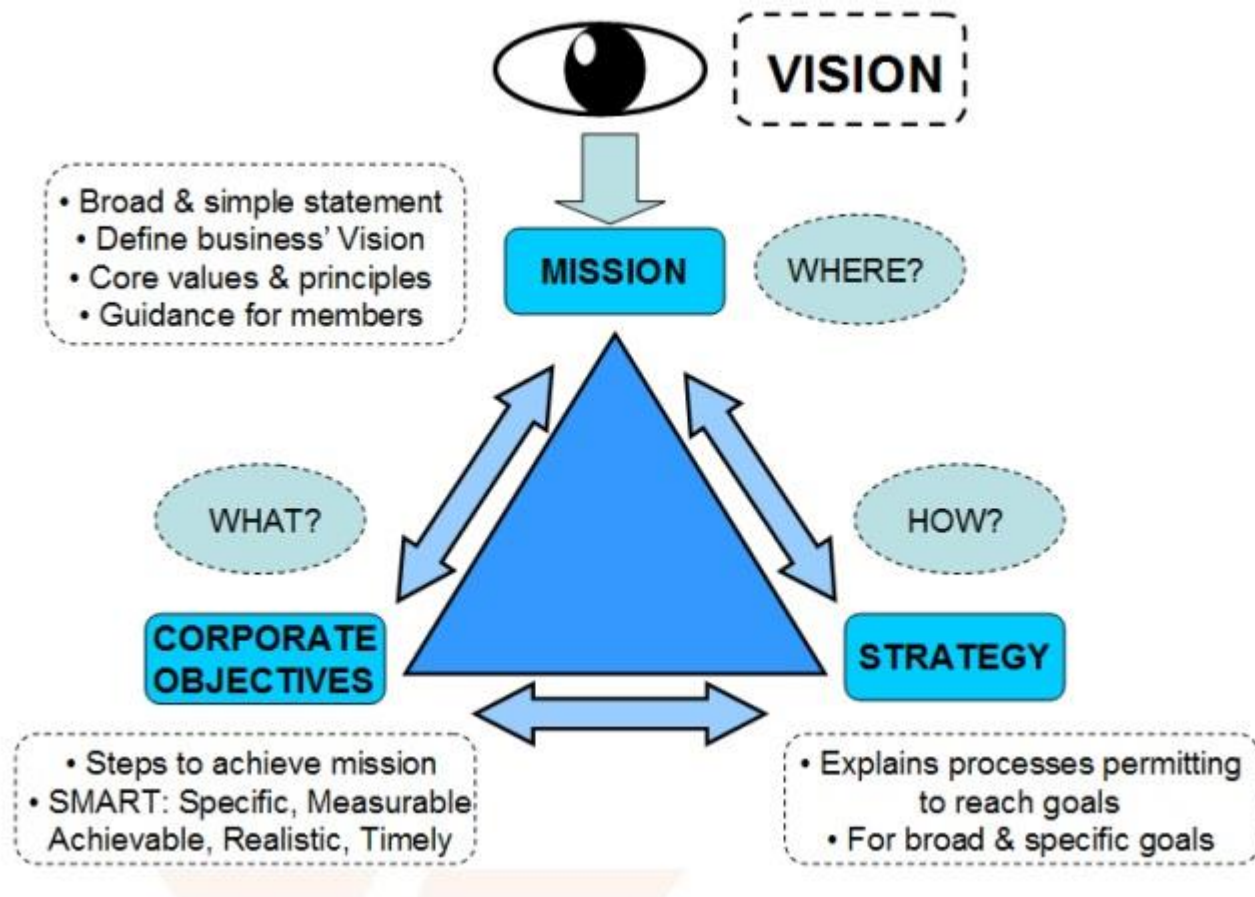 VISION
• Broad & simple statement
• Define business’ Vision
• Core values & principles
• Guidance for members
MISSION
WHERE?
WHAT?
HOW?
CORPORATE
OBJECTIVES
STRATEGY
• Steps to achieve mission
• SMART: Specific, Measurable
Achievable, Realistic, Timely
• Explains processes permitting
to reach goals
• For broad & specific goals